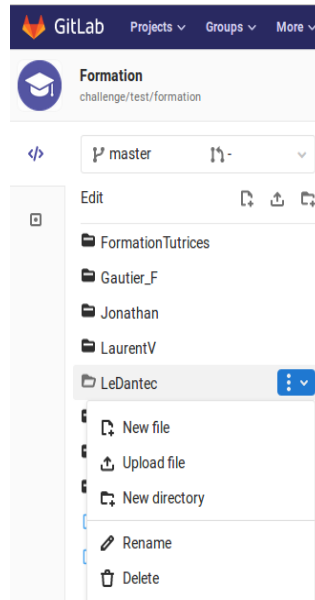 GitLab Projects Groups More
Formation
challenge/test/formation
master -
Edit
FormationTutrices
Gautier_F
Jonathan
LaurentV
LeDantec
New file
Upload file
New directory
Rename
Delete